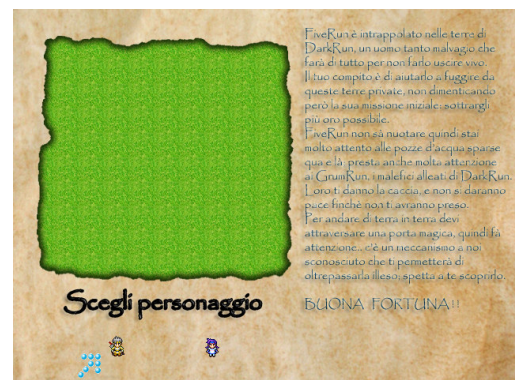 FiveRun è intrappolato nelle terre di
DarkRun, un uomo tanto malvagio che
farà di tutto per non farlo uscire vivo.
Il tuo compito è di aiutarlo a fuggire da
queste terre private, non dimenticando
però la sua missione iniziale: sottrargli
più oro possibile.
FiveRun non sà nuotare quindi stai
molto attento alle pozze d'acqua sparse
qua e là, presta anche molta attenzione
ai GrumRun, i malefici alleati di DarkRun.
Loro ti danno la caccia, e non si daranno
pace finchè non ti avranno preso.
Per andare di terra in terra devi
attraversare una porta magica, quindi fà
attenzione.. c'è un meccanismo a noi
sconosciuto che ti permetterà di
oltrepassarla illeso, spetta a te scoprirlo.
BUONA FORTUNA!!
Scegli personaggio